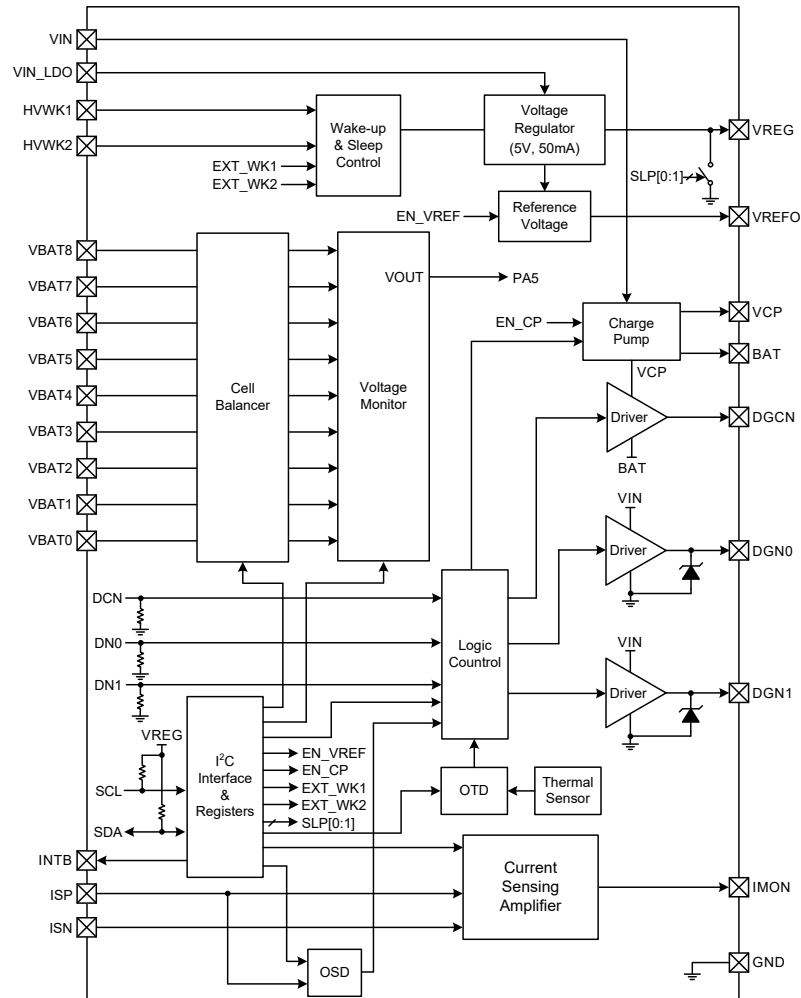 VIN
VIN_LDO
HVWK1
HVWK2
EXT_WK1
EXT_WK2
Wake-up
& Sleep
Control
Voltage
Regulator
(5V, 50mA)
VREG
SLP[0:1]
EN_VREF
Reference
Voltage
VREFO
VBAT8
VBAT7
VBAT6
VBAT5
VBAT4
VBAT3
VBAT2
VBAT1
VBAT0
Cell
Balancer
VOUT
Voltage
Monitor
PA5
EN_CP
Charge
Pump
VCP
BAT
VCP
Driver
BAT
DGCN
VIN
Driver
DGN0
VIN
Driver
DGN1
DCN
DN0
DN1
Logic
Countrol
VREG
SCL
SDA
I2C
Interface
&
Registers
EN_VREF
EN_CP
EXT_WK1
EXT_WK2
SLP[0:1]
OTD
Thermal
Sensor
INTB
ISP
ISN
Current
Sensing
Amplifier
IMON
OSD
GND